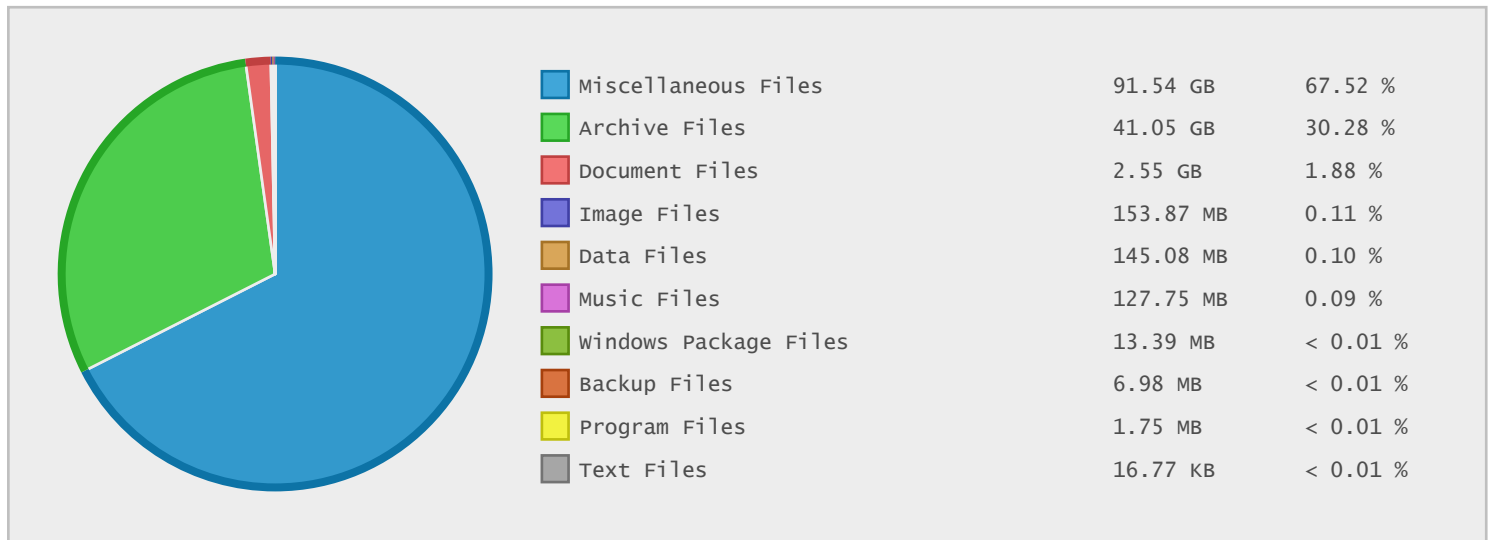 Miscellaneous Files 91.54 GB 67.52 %
Archive Files 41.05 GB 30.28 %
Document Files 2.55 GB 1.88 %
Image Files 153.87 MB 0.11 %
Data Files 145.08 MB 0.10 %
Music Files 127.75 MB 0.09 %
Windows Package Files 13.39 MB < 0.01 %
Backup Files 6.98 MB < 0.01 %
Program Files 1.75 MB < 0.01 %
Text Files 16.77 KB < 0.01 %